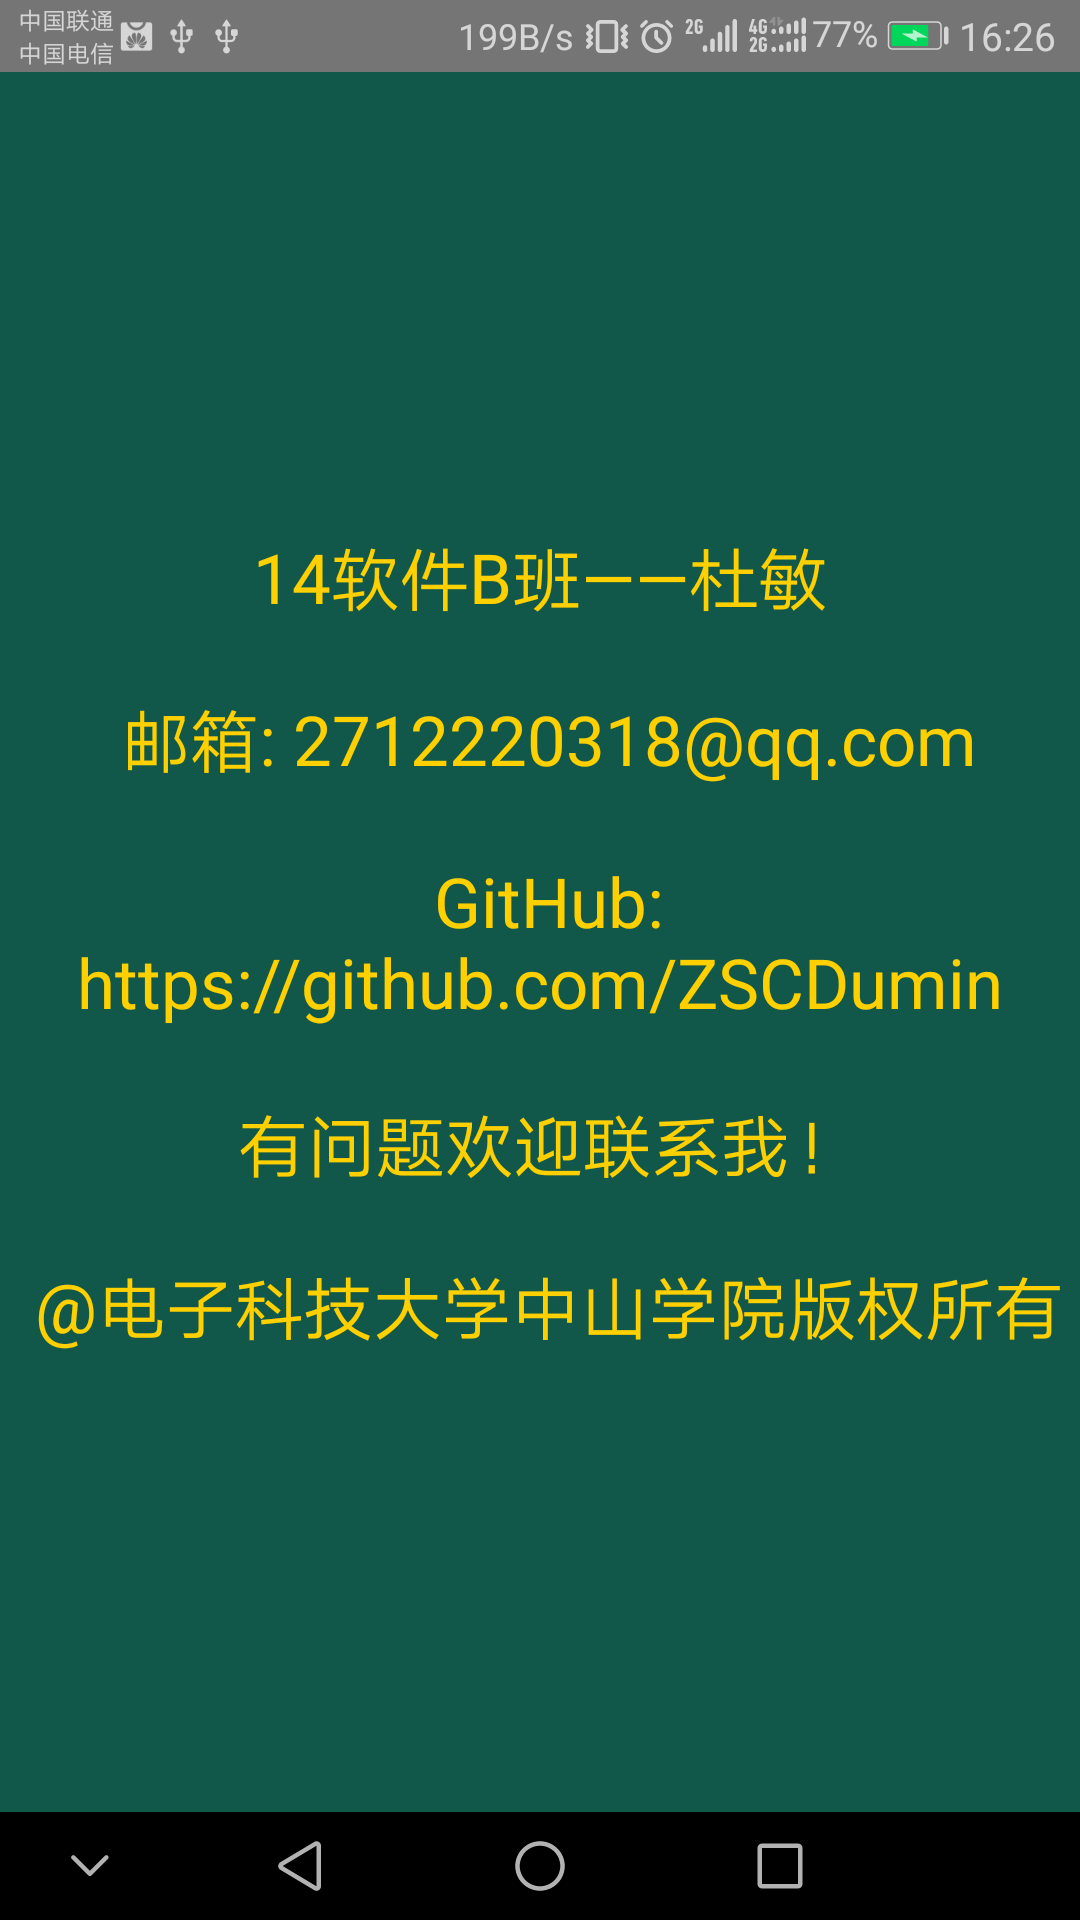 中国联通
中国电信
199B/s 2G 4G 2G 77% 16:26
14软件B班——杜敏
邮箱: 2712220318@qq.com
GitHub:
https://github.com/ZSCDumin
有问题欢迎联系我!
@电子科技大学中山学院版权所有